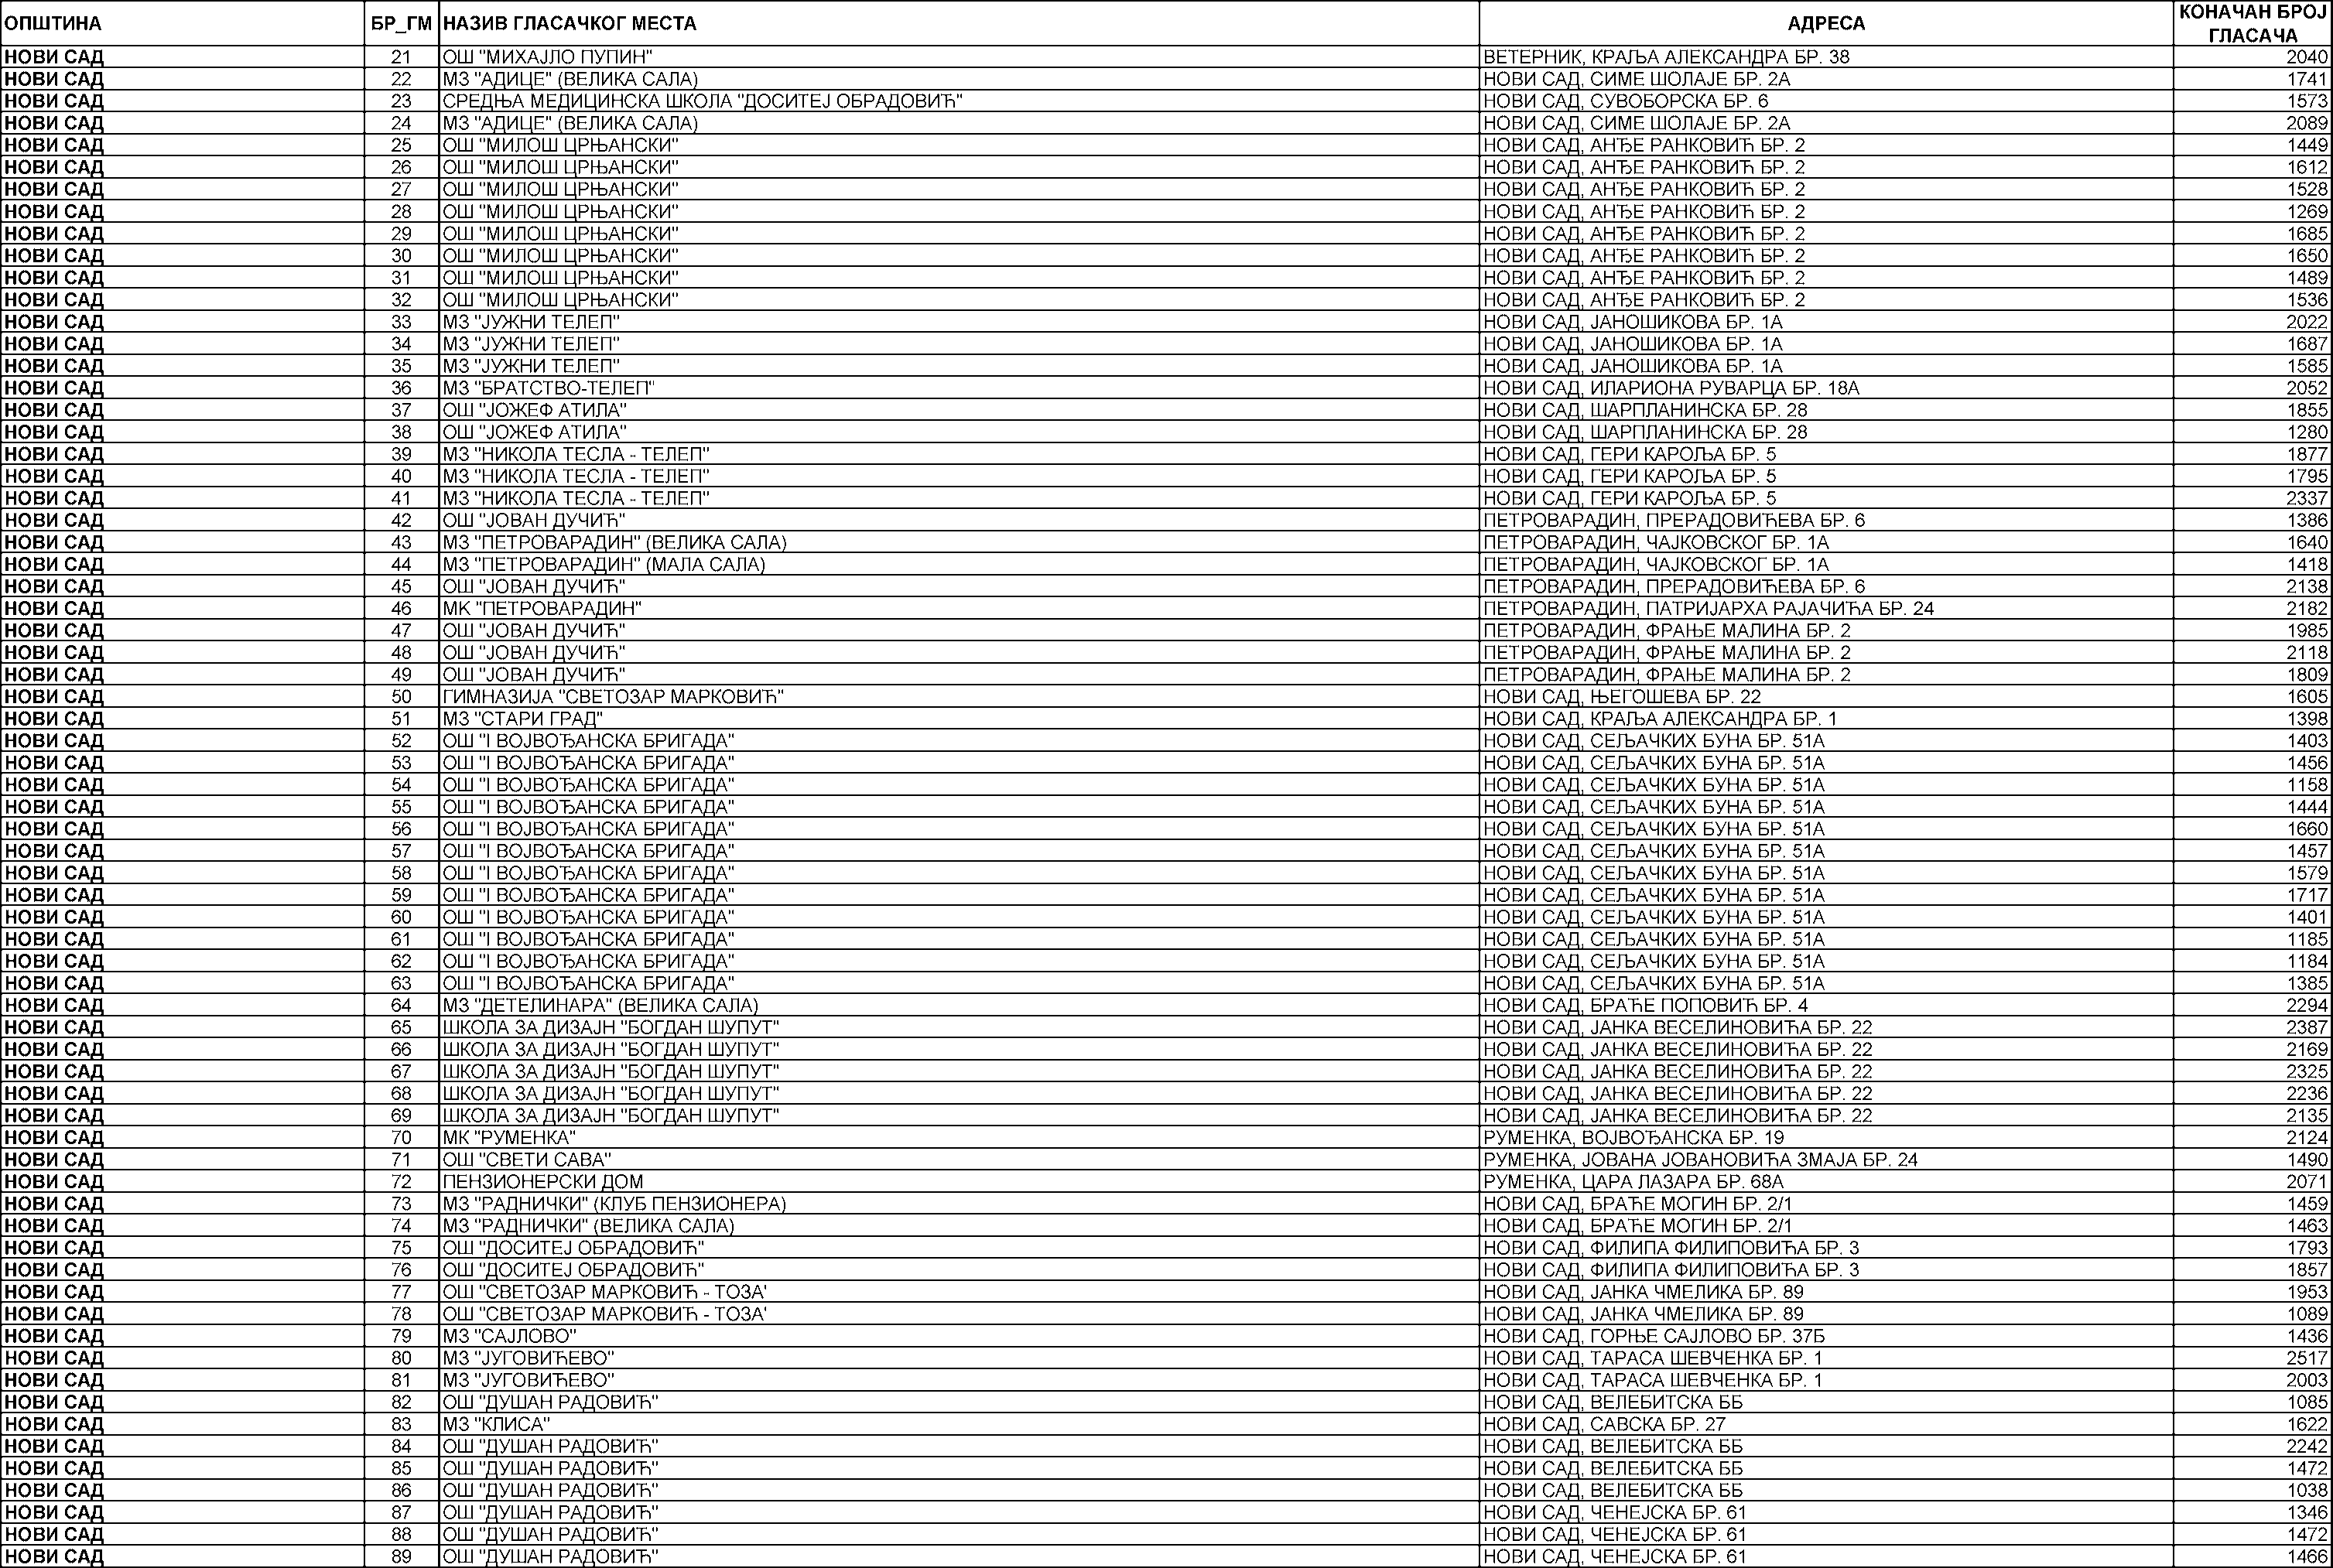 ОПШТИНА БР_ГМ НАЗИВ ГЛАСАЧКОГ МЕСТА АДРЕСА КОНАЧАН БРОЈ ГЛАСАЧА
НОВИ САД 21 ОШ "МИХАЈЛО ПУПИН" ВЕТЕРНИК, КРАЉА АЛЕКСАНДРА БР. 38 2040
НОВИ САД 22 МЗ "АДИЦЕ" (ВЕЛИКА САЛА) НОВИ САД, СИМЕ ШОЛАЈЕ БР. 2А 1741
НОВИ САД 23 СРЕДЊА МЕДИЦИНСКА ШКОЛА "ДОСИТЕЈ ОБРАДОВИЋ" НОВИ САД, СУВОБОРСКА БР. 6 1573
НОВИ САД 24 МЗ "АДИЦЕ" (ВЕЛИКА САЛА) НОВИ САД, СИМЕ ШОЛАЈЕ БР. 2А 2089
НОВИ САД 25 ОШ "МИЛОШ ЦРЊАНСКИ" НОВИ САД, АНЂЕ РАНКОВИЋ БР. 2 1449
НОВИ САД 26 ОШ "МИЛОШ ЦРЊАНСКИ" НОВИ САД, АНЂЕ РАНКОВИЋ БР. 2 1612
НОВИ САД 27 ОШ "МИЛОШ ЦРЊАНСКИ" НОВИ САД, АНЂЕ РАНКОВИЋ БР. 2 1528
НОВИ САД 28 ОШ "МИЛОШ ЦРЊАНСКИ" НОВИ САД, АНЂЕ РАНКОВИЋ БР. 2 1269
НОВИ САД 29 ОШ "МИЛОШ ЦРЊАНСКИ" НОВИ САД, АНЂЕ РАНКОВИЋ БР. 2 1685
НОВИ САД 30 ОШ "МИЛОШ ЦРЊАНСКИ" НОВИ САД, АНЂЕ РАНКОВИЋ БР. 2 1650
НОВИ САД 31 ОШ "МИЛОШ ЦРЊАНСКИ" НОВИ САД, АНЂЕ РАНКОВИЋ БР. 2 1489
НОВИ САД 32 ОШ "МИЛОШ ЦРЊАНСКИ" НОВИ САД, АНЂЕ РАНКОВИЋ БР. 2 1536
НОВИ САД 33 МЗ "ЈУЖНИ ТЕЛЕП" НОВИ САД, ЈАНОШИКОВА БР. 1А 2022
НОВИ САД 34 МЗ "ЈУЖНИ ТЕЛЕП" НОВИ САД, ЈАНОШИКОВА БР. 1А 1687
НОВИ САД 35 МЗ "ЈУЖНИ ТЕЛЕП" НОВИ САД, ЈАНОШИКОВА БР. 1А 1585
НОВИ САД 36 МЗ "БРАТСТВО-ТЕЛЕП" НОВИ САД, ИЛАРИОНА РУВАРЦА БР. 18А 2052
НОВИ САД 37 ОШ "ЈОЖЕФ АТИЛА" НОВИ САД, ШАРПЛАНИНСКА БР. 28 1855
НОВИ САД 38 ОШ "ЈОЖЕФ АТИЛА" НОВИ САД, ШАРПЛАНИНСКА БР. 28 1280
НОВИ САД 39 МЗ "НИКОЛА ТЕСЛА - ТЕЛЕП" НОВИ САД, ГЕРИ КАРОЉА БР. 5 1877
НОВИ САД 40 МЗ "НИКОЛА ТЕСЛА - ТЕЛЕП" НОВИ САД, ГЕРИ КАРОЉА БР. 5 1795
НОВИ САД 41 МЗ "НИКОЛА ТЕСЛА - ТЕЛЕП" НОВИ САД, ГЕРИ КАРОЉА БР. 5 2337
НОВИ САД 42 ОШ "ЈОВАН ДУЧИЋ" ПЕТРОВАРАДИН, ПРЕРАДОВИЋЕВА БР. 6 1386
НОВИ САД 43 МЗ "ПЕТРОВАРАДИН" (ВЕЛИКА САЛА) ПЕТРОВАРАДИН, ЧАЈКОВСКОГ БР. 1А 1640
НОВИ САД 44 МЗ "ПЕТРОВАРАДИН" (МАЛА САЛА) ПЕТРОВАРАДИН, ЧАЈКОВСКОГ БР. 1А 1418
НОВИ САД 45 ОШ "ЈОВАН ДУЧИЋ" ПЕТРОВАРАДИН, ПРЕРАДОВИЋЕВА БР. 6 2138
НОВИ САД 46 МК "ПЕТРОВАРАДИН" ПЕТРОВАРАДИН, ПАТРИЈАРХА РАЈАЧИЋА БР. 24 2182
НОВИ САД 47 ОШ "ЈОВАН ДУЧИЋ" ПЕТРОВАРАДИН, ФРАЊЕ МАЛИНА БР. 2 1985
НОВИ САД 48 ОШ "ЈОВАН ДУЧИЋ" ПЕТРОВАРАДИН, ФРАЊЕ МАЛИНА БР. 2 2118
НОВИ САД 49 ОШ "ЈОВАН ДУЧИЋ" ПЕТРОВАРАДИН, ФРАЊЕ МАЛИНА БР. 2 1809
НОВИ САД 50 ГИМНАЗИЈА "СВЕТОЗАР МАРКОВИЋ" НОВИ САД, ЊЕГОШЕВА БР. 22 1605
НОВИ САД 51 МЗ "СТАРИ ГРАД" НОВИ САД, КРАЉА АЛЕКСАНДРА БР. 1 1398
НОВИ САД 52 ОШ "I ВОЈВОЂАНСКА БРИГАДА" НОВИ САД, СЕЉАЧКИХ БУНА БР. 51А 1403
НОВИ САД 53 ОШ "I ВОЈВОЂАНСКА БРИГАДА" НОВИ САД, СЕЉАЧКИХ БУНА БР. 51А 1456
НОВИ САД 54 ОШ "I ВОЈВОЂАНСКА БРИГАДА" НОВИ САД, СЕЉАЧКИХ БУНА БР. 51А 1158
НОВИ САД 55 ОШ "I ВОЈВОЂАНСКА БРИГАДА" НОВИ САД, СЕЉАЧКИХ БУНА БР. 51А 1444
НОВИ САД 56 ОШ "I ВОЈВОЂАНСКА БРИГАДА" НОВИ САД, СЕЉАЧКИХ БУНА БР. 51А 1660
НОВИ САД 57 ОШ "I ВОЈВОЂАНСКА БРИГАДА" НОВИ САД, СЕЉАЧКИХ БУНА БР. 51А 1457
НОВИ САД 58 ОШ "I ВОЈВОЂАНСКА БРИГАДА" НОВИ САД, СЕЉАЧКИХ БУНА БР. 51А 1579
НОВИ САД 59 ОШ "I ВОЈВОЂАНСКА БРИГАДА" НОВИ САД, СЕЉАЧКИХ БУНА БР. 51А 1717
НОВИ САД 60 ОШ "I ВОЈВОЂАНСКА БРИГАДА" НОВИ САД, СЕЉАЧКИХ БУНА БР. 51А 1401
НОВИ САД 61 ОШ "I ВОЈВОЂАНСКА БРИГАДА" НОВИ САД, СЕЉАЧКИХ БУНА БР. 51А 1185
НОВИ САД 62 ОШ "I ВОЈВОЂАНСКА БРИГАДА" НОВИ САД, СЕЉАЧКИХ БУНА БР. 51А 1184
НОВИ САД 63 ОШ "I ВОЈВОЂАНСКА БРИГАДА" НОВИ САД, СЕЉАЧКИХ БУНА БР. 51А 1385
НОВИ САД 64 МЗ "ДЕТЕЛИНАРА" (ВЕЛИКА САЛА) НОВИ САД, БРАЋЕ ПОПОВИЋ БР. 4 2294
НОВИ САД 65 ШКОЛА ЗА ДИЗАЈН "БОГДАН ШУПУТ" НОВИ САД, ЈАНКА ВЕСЕЛИНОВИЋА БР. 22 2387
НОВИ САД 66 ШКОЛА ЗА ДИЗАЈН "БОГДАН ШУПУТ" НОВИ САД, ЈАНКА ВЕСЕЛИНОВИЋА БР. 22 2169
НОВИ САД 67 ШКОЛА ЗА ДИЗАЈН "БОГДАН ШУПУТ" НОВИ САД, ЈАНКА ВЕСЕЛИНОВИЋА БР. 22 2325
НОВИ САД 68 ШКОЛА ЗА ДИЗАЈН "БОГДАН ШУПУТ" НОВИ САД, ЈАНКА ВЕСЕЛИНОВИЋА БР. 22 2236
НОВИ САД 69 ШКОЛА ЗА ДИЗАЈН "БОГДАН ШУПУТ" НОВИ САД, ЈАНКА ВЕСЕЛИНОВИЋА БР. 22 2135
НОВИ САД 70 МК "РУМЕНКА" РУМЕНКА, ВОЈВОЂАНСКА БР. 19 2124
НОВИ САД 71 ОШ "СВЕТИ САВА" РУМЕНКА, ЈОВАНА ЈОВАНОВИЋА ЗМАЈА БР. 24 1490
НОВИ САД 72 ПЕНЗИОНЕРСКИ ДОМ РУМЕНКА, ЦАРА ЛАЗАРА БР. 68А 2071
НОВИ САД 73 МЗ "РАДНИЧКИ" (КЛУБ ПЕНЗИОНЕРА) НОВИ САД, БРАЋЕ МОГИН БР. 2/1 1459
НОВИ САД 74 МЗ "РАДНИЧКИ" (ВЕЛИКА САЛА) НОВИ САД, БРАЋЕ МОГИН БР. 2/1 1463
НОВИ САД 75 ОШ "ДОСИТЕЈ ОБРАДОВИЋ" НОВИ САД, ФИЛИПА ФИЛИПОВИЋА БР. 3 1793
НОВИ САД 76 ОШ "ДОСИТЕЈ ОБРАДОВИЋ" НОВИ САД, ФИЛИПА ФИЛИПОВИЋА БР. 3 1857
НОВИ САД 77 ОШ "СВЕТОЗАР МАРКОВИЋ - ТОЗА' НОВИ САД, ЈАНКА ЧМЕЛИКА БР. 89 1953
НОВИ САД 78 ОШ "СВЕТОЗАР МАРКОВИЋ - ТОЗА' НОВИ САД, ЈАНКА ЧМЕЛИКА БР. 89 1089
НОВИ САД 79 МЗ "САЈЛОВО" НОВИ САД, ГОРЊЕ САЈЛОВО БР. 37Б 1436
НОВИ САД 80 МЗ "ЈУГОВИЋЕВО" НОВИ САД, ТАРАСА ШЕВЧЕНКА БР. 1 2517
НОВИ САД 81 МЗ "ЈУГОВИЋЕВО" НОВИ САД, ТАРАСА ШЕВЧЕНКА БР. 1 2003
НОВИ САД 82 ОШ "ДУШАН РАДОВИЋ" НОВИ САД, ВЕЛЕБИТСКА ББ 1085
НОВИ САД 83 МЗ "КЛИСА" НОВИ САД, САВСКА БР. 27 1622
НОВИ САД 84 ОШ "ДУШАН РАДОВИЋ" НОВИ САД, ВЕЛЕБИТСКА ББ 2242
НОВИ САД 85 ОШ "ДУШАН РАДОВИЋ" НОВИ САД, ВЕЛЕБИТСКА ББ 1472
НОВИ САД 86 ОШ "ДУШАН РАДОВИЋ" НОВИ САД, ВЕЛЕБИТСКА ББ 1038
НОВИ САД 87 ОШ "ДУШАН РАДОВИЋ" НОВИ САД, ЧЕНЕЈСКА БР. 61 1346
НОВИ САД 88 ОШ "ДУШАН РАДОВИЋ" НОВИ САД, ЧЕНЕЈСКА БР. 61 1472
НОВИ САД 89 ОШ "ДУШАН РАДОВИЋ" НОВИ САД, ЧЕНЕЈСКА БР. 61 1466